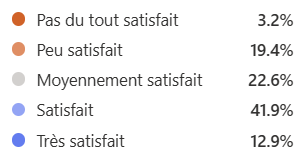 Pas du tout satisfait 3.2%
Peu satisfait 19.4%
Moyennement satisfait 22.6%
Satisfait 41.9%
Très satisfait 12.9%